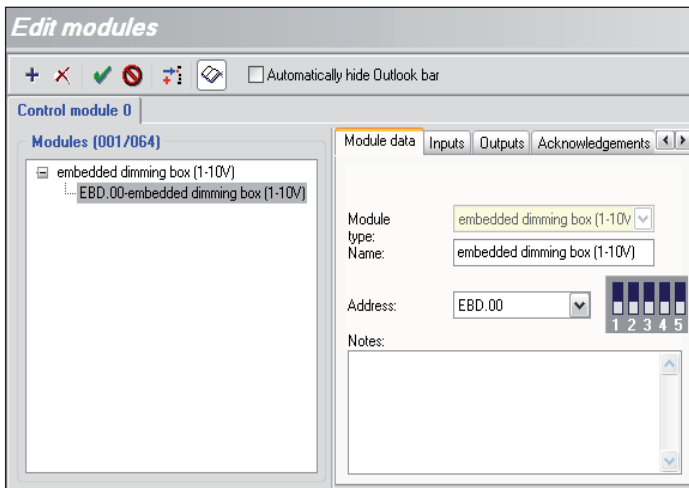 Edit modules
Automatically hide Outlook bar
Control module 0
Modules (001/064)
embedded dimming box (1-10V)
EBD.00-embedded dimming box (1-10V)
Module data
Inputs
Outputs
Acknowledgements
Module type:
embedded dimming box (1-10V
Name:
embedded dimming box (1-10V)
Address:
EBD.00
1 2 3 4 5
Notes: